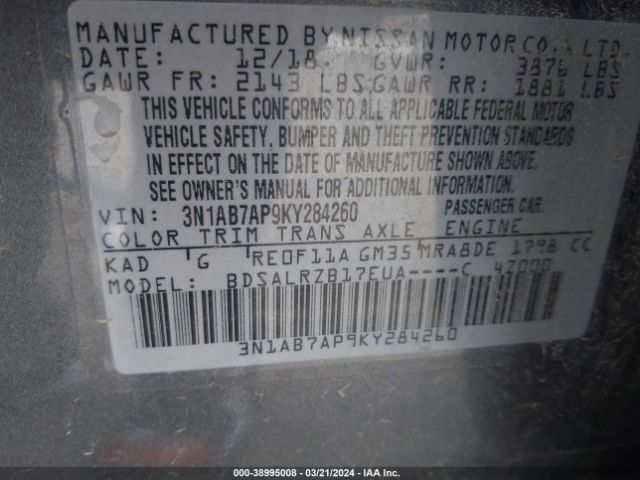 MANUFACTURED BY NISSAN MOTOR CO., LTD.
DATE: 12/18 GVWR: 3876 LBS
GAWR FR: 2143 LBS GAWR RR: 1881 LBS
THIS VEHICLE CONFORMS TO ALL APPLICABLE FEDERAL MOTOR
VEHICLE SAFETY, BUMPER AND THEFT PREVENTION STANDARDS
IN EFFECT ON THE DATE OF MANUFACTURE SHOWN ABOVE.
SEE OWNER'S MANUAL FOR ADDITIONAL INFORMATION.
VIN: 3N1AB7AP9KY284260 PASSENGER CAR
COLOR TRIM TRANS AXLE ENGINE
KAD G RE0F11A GM35 MRA8DE 1798 CC
MODEL: BDSALRZB17EUA----C 4Z000
3N1AB7AP9KY284260
000-38995008 - 03/21/2024 - IAA Inc.